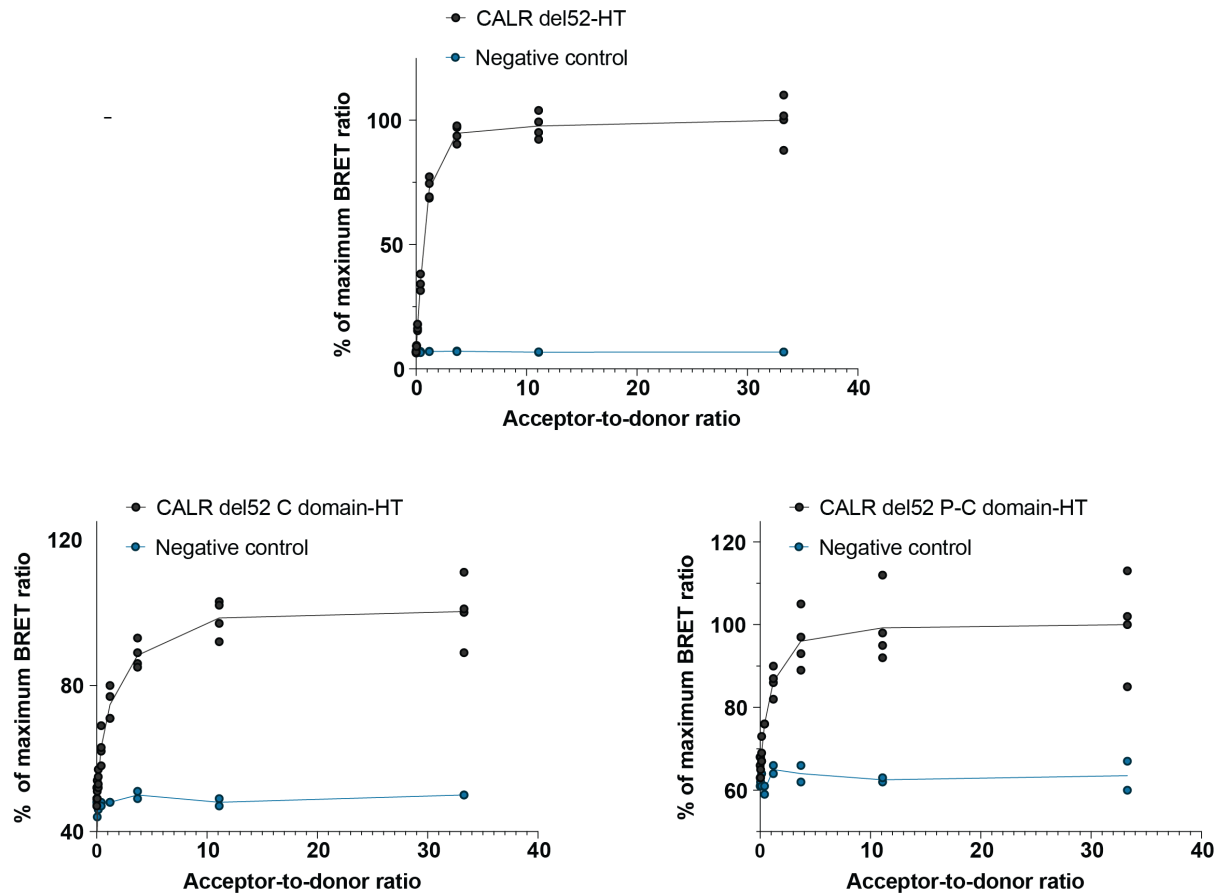 CALR del52-HT
Negative control
% of maximum BRET ratio
100
50
0
0 10 20 30 40
Acceptor-to-donor ratio
CALR del52 C domain-HT
Negative control
% of maximum BRET ratio
120
80
40
0 10 20 30 40
Acceptor-to-donor ratio
CALR del52 P-C domain-HT
Negative control
% of maximum BRET ratio
120
100
80
60
0 10 20 30 40
Acceptor-to-donor ratio